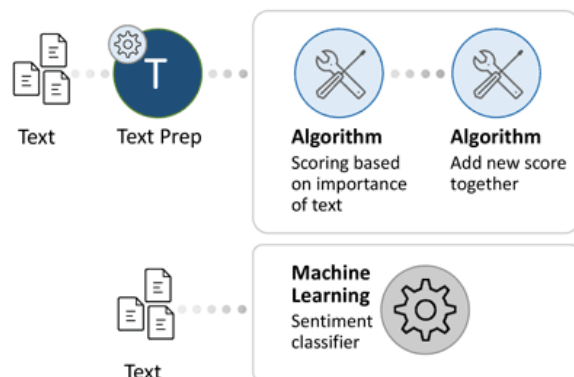 T
Text
Text Prep
Algorithm
Scoring based
on importance
of text
Algorithm
Add new score
together
Machine
Learning
Sentiment
classifier
Text